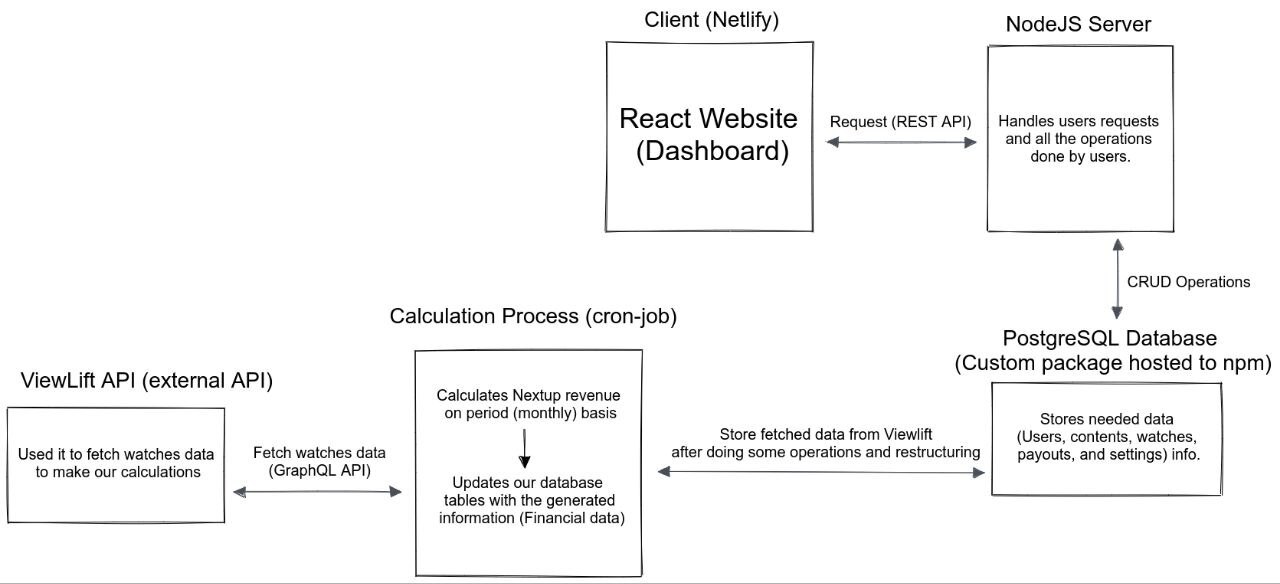 Client (Netlify)
NodeJS Server
React Website
(Dashboard)
Request (REST API)
Handles users requests
and all the operations
done by users.
CRUD Operations
Calculation Process (cron-job)
PostgreSQL Database
(Custom package hosted to npm)
ViewLift API (external API)
Calculates Nextup revenue
on period (monthly) basis
Used it to fetch watches data
to make our calculations
Fetch watches data
(GraphQL API)
Updates our database
tables with the generated
information (Financial data)
Store fetched data from Viewlift
after doing some operations and restructuring
Stores needed data
(Users, contents, watches,
payouts, and settings) info.